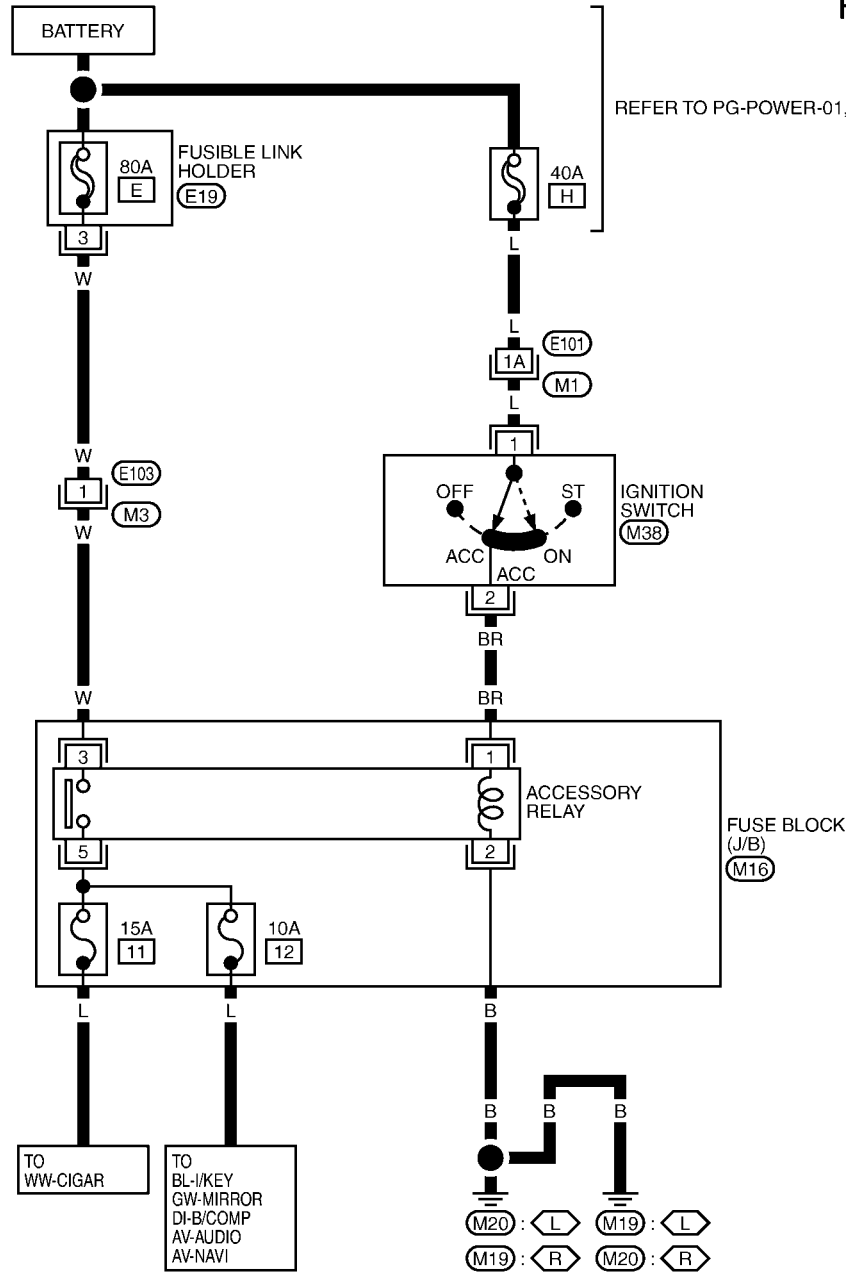 BATTERY
REFER TO PG-POWER-01,
FUSIBLE LINK
HOLDER
E19
80A
E
40A
H
3
L
W
L
E101
1A
M1
L
W
E103
1
M3
W
1
OFF
ST
IGNITION
SWITCH
M38
ACC
ON
ACC
2
BR
W
BR
3
1
ACCESSORY
RELAY
FUSE BLOCK
(J/B)
M16
5
2
15A
11
10A
12
L
L
B
B
B
B
TO
WW-CIGAR
TO
BL-I/KEY
GW-MIRROR
DI-B/COMP
AV-AUDIO
AV-NAVI
M20 : L
M19 : L
M19 : R
M20 : R